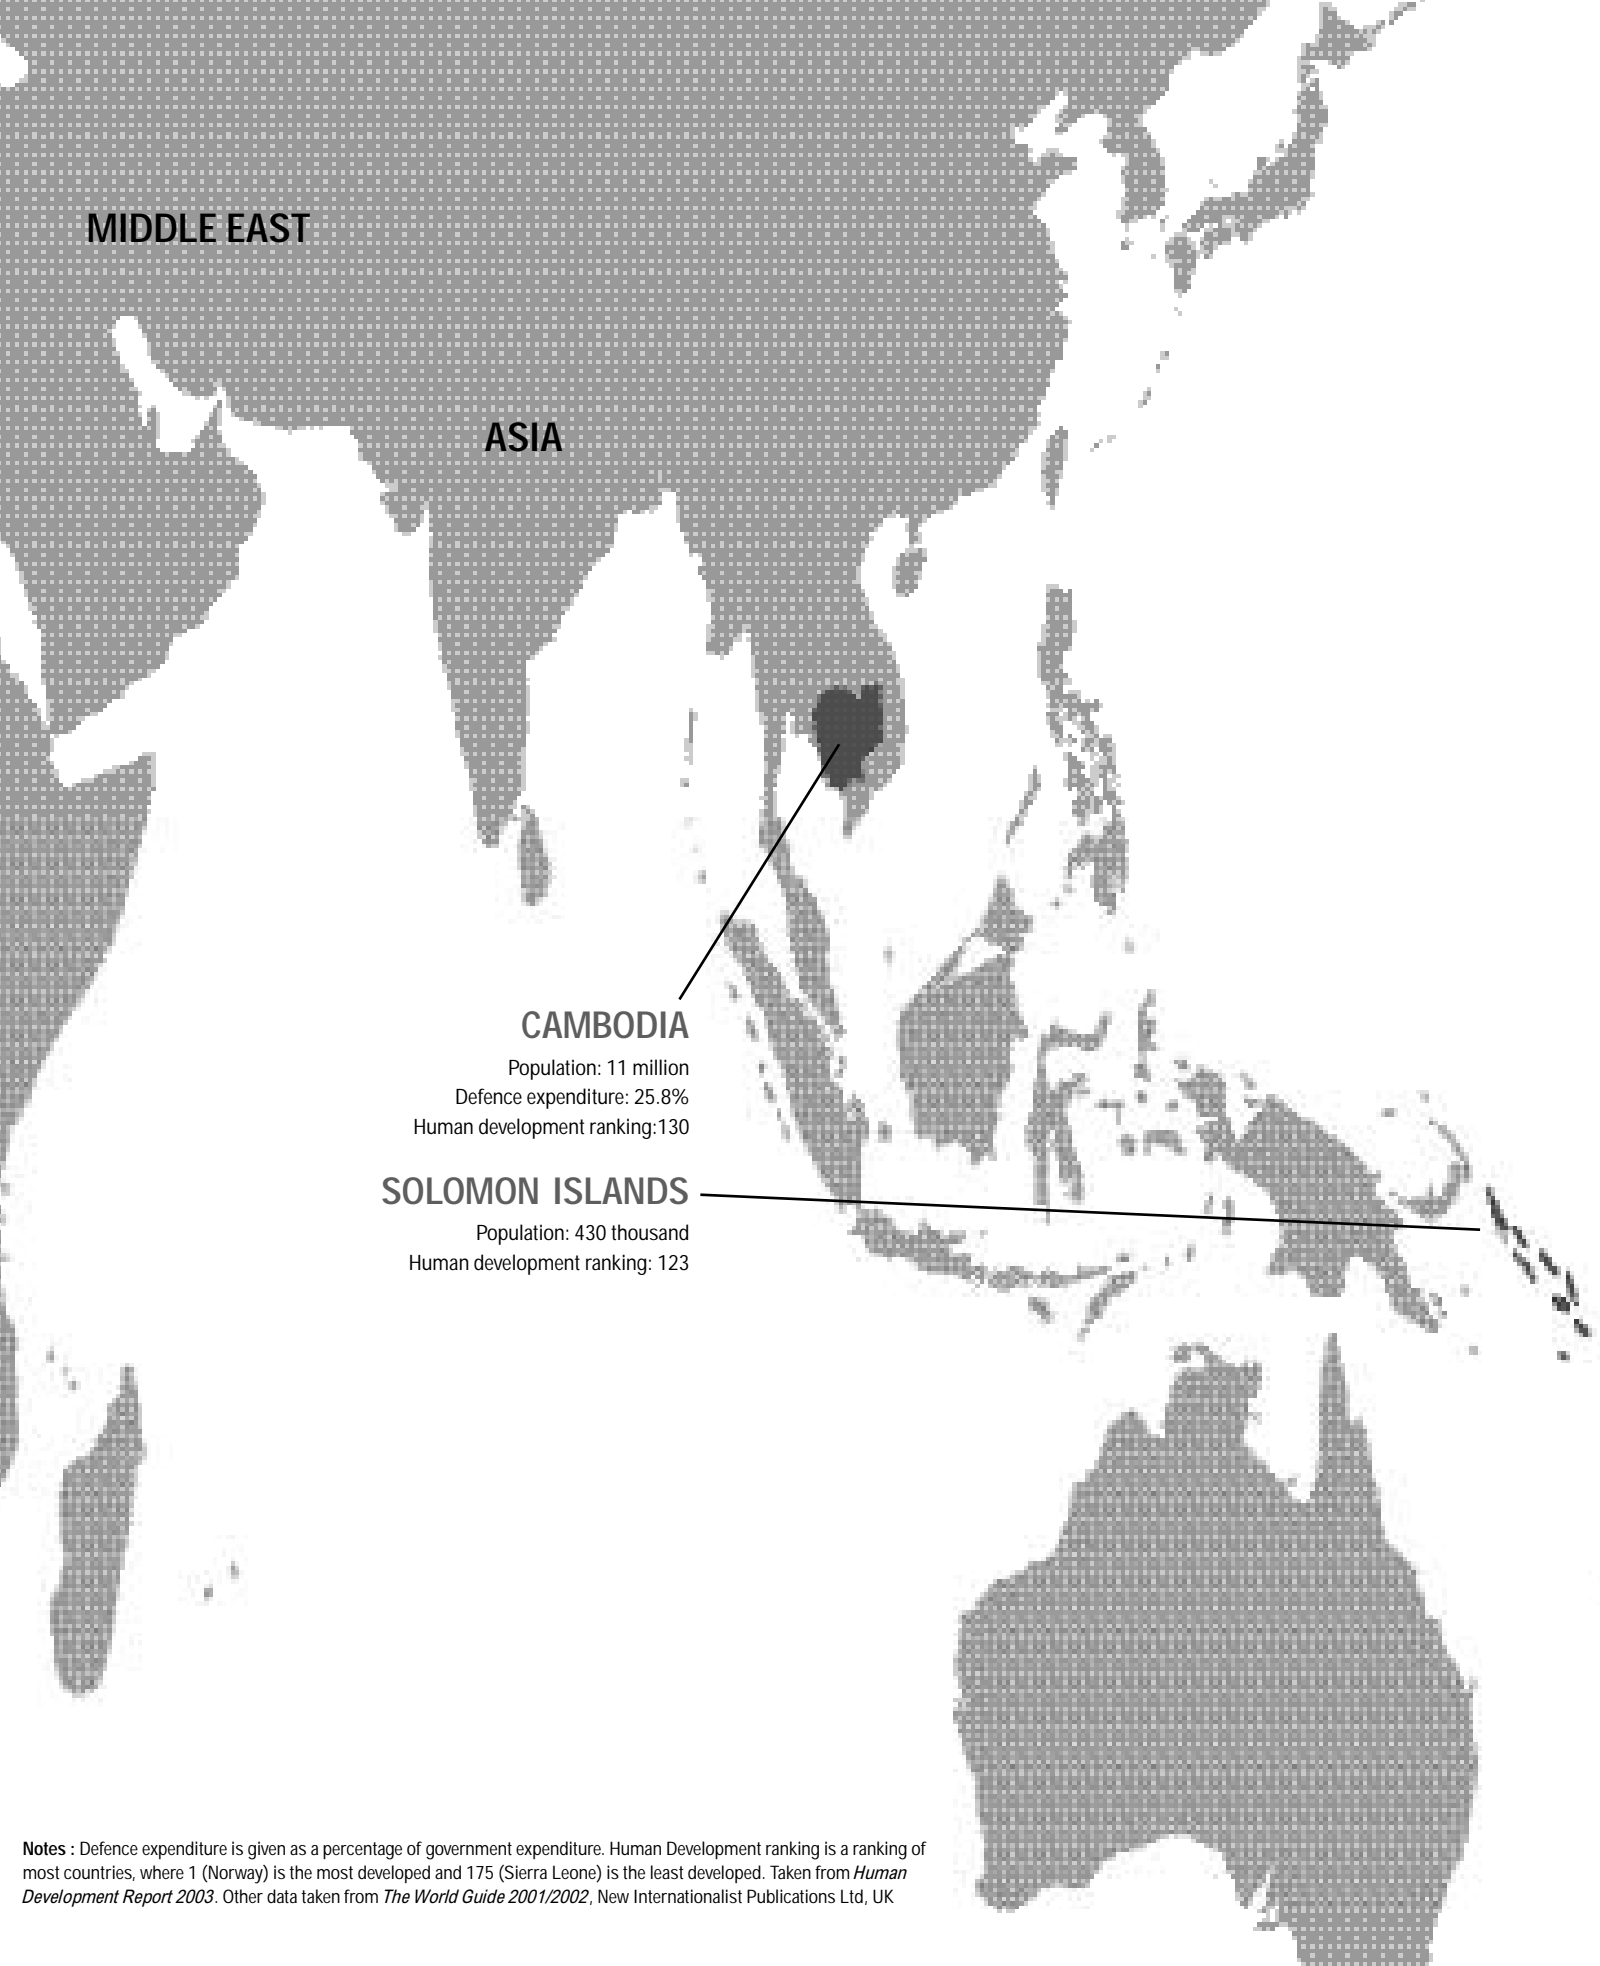 MIDDLE EAST
ASIA
CAMBODIA
Population: 11 million
Defence expenditure: 25.8%
Human development ranking:130
SOLOMON ISLANDS
Population: 430 thousand
Human development ranking: 123
Notes : Defence expenditure is given as a percentage of government expenditure. Human Development ranking is a ranking of
most countries, where 1 (Norway) is the most developed and 175 (Sierra Leone) is the least developed. Taken from Human
Development Report 2003. Other data taken from The World Guide 2001/2002, New Internationalist Publications Ltd, UK